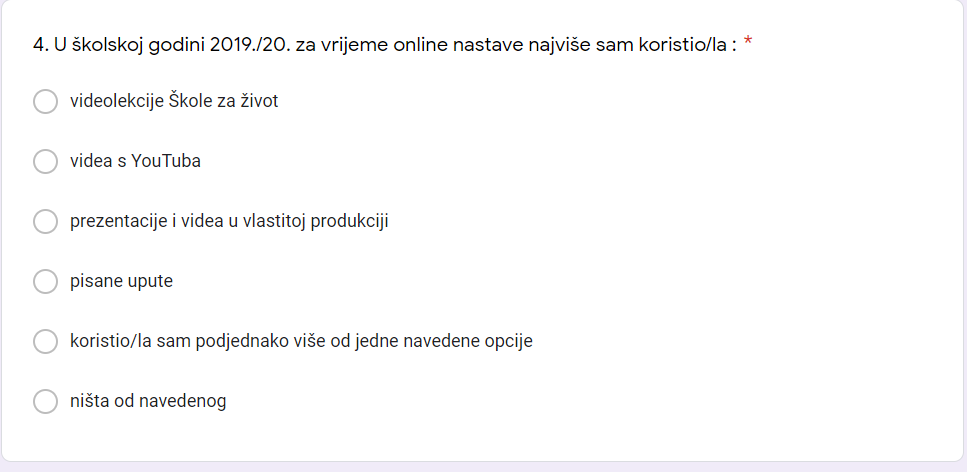 4. U školskoj godini 2019./20. za vrijeme online nastave najviše sam koristio/la : *
videolekcije Škole za život
videa s YouTuba
prezentacije i videa u vlastitoj produkciji
pisane upute
koristio/la sam podjednako više od jedne navedene opcije
ništa od navedenog